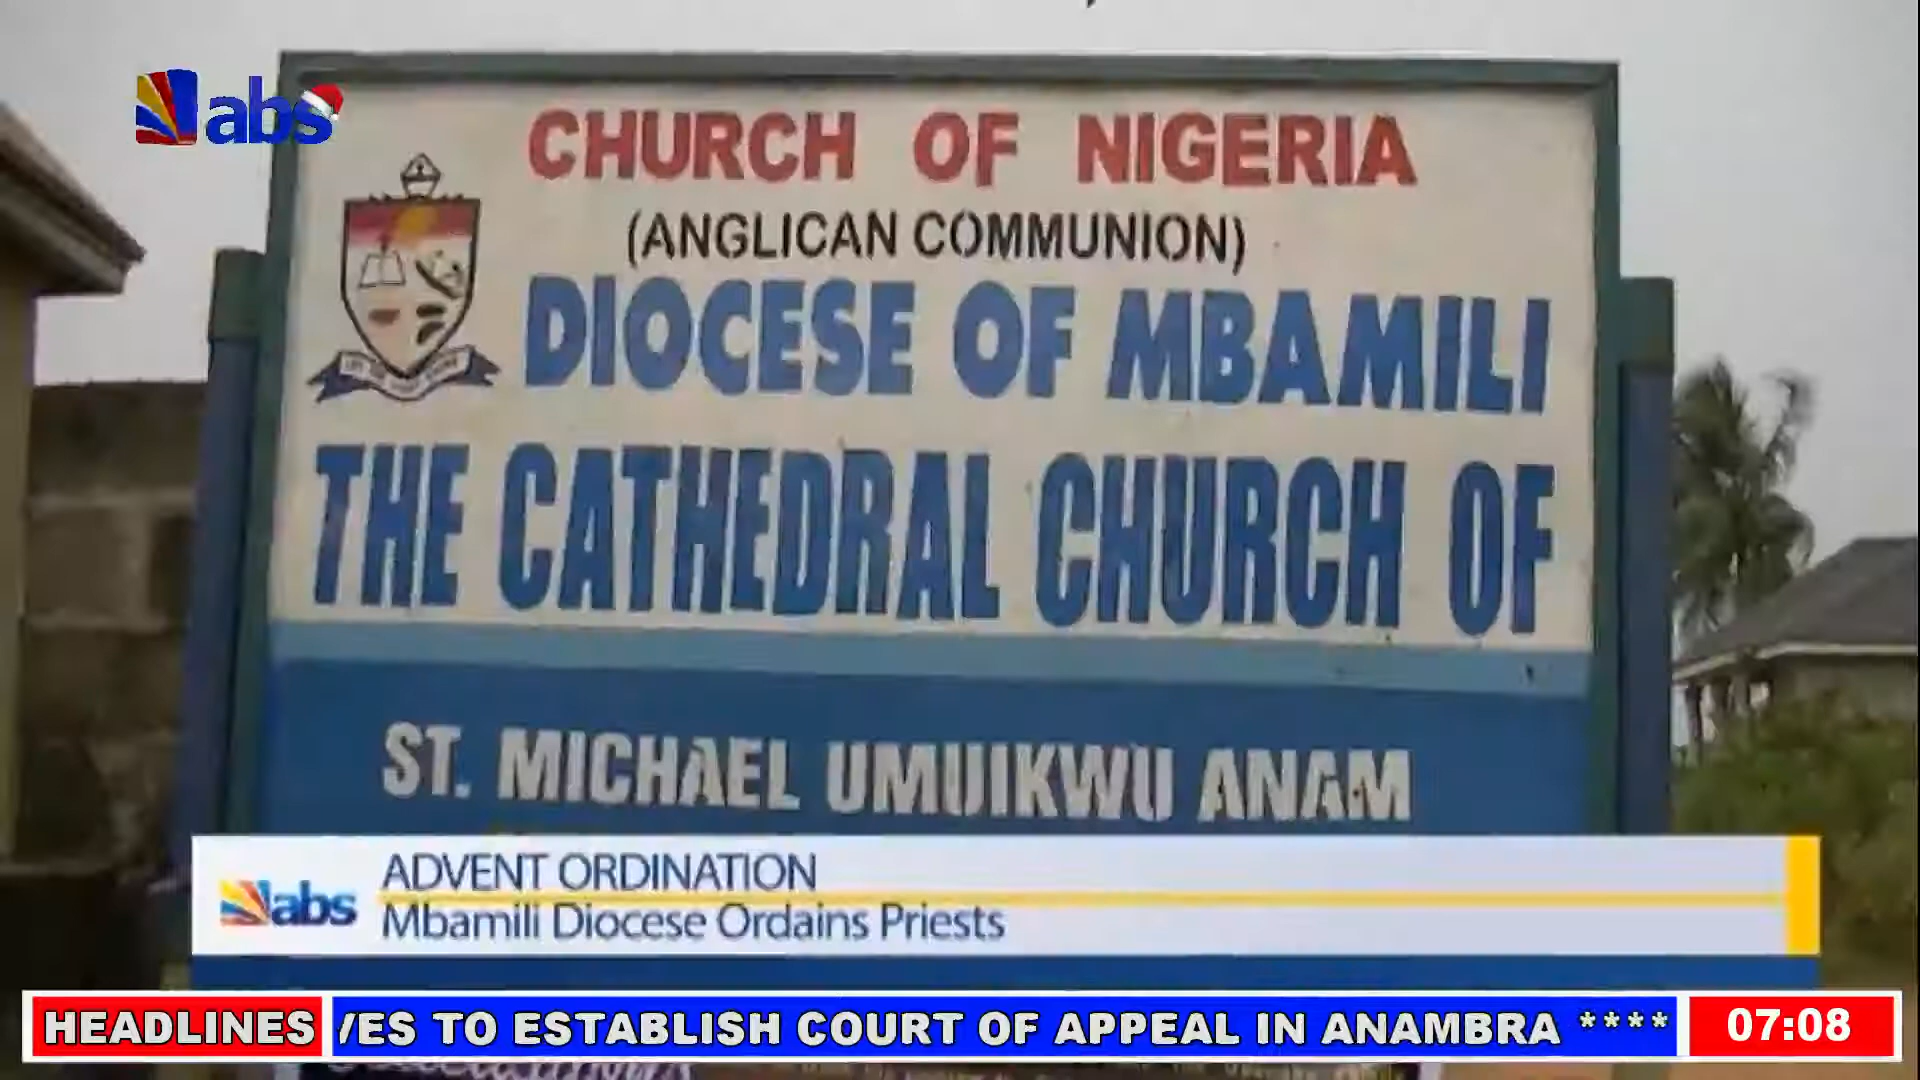 abs
CHURCH OF NIGERIA
(ANGLICAN COMMUNION)
DIOCESE OF MBAMILI
THE CATHEDRAL CHURCH OF
ST. MICHAEL UMUIKWU ANAM
abs
ADVENT ORDINATION
Mbamili Diocese Ordains Priests
HEADLINES
TO ESTABLISH COURT OF APPEAL IN ANAMBRA ****
07:08